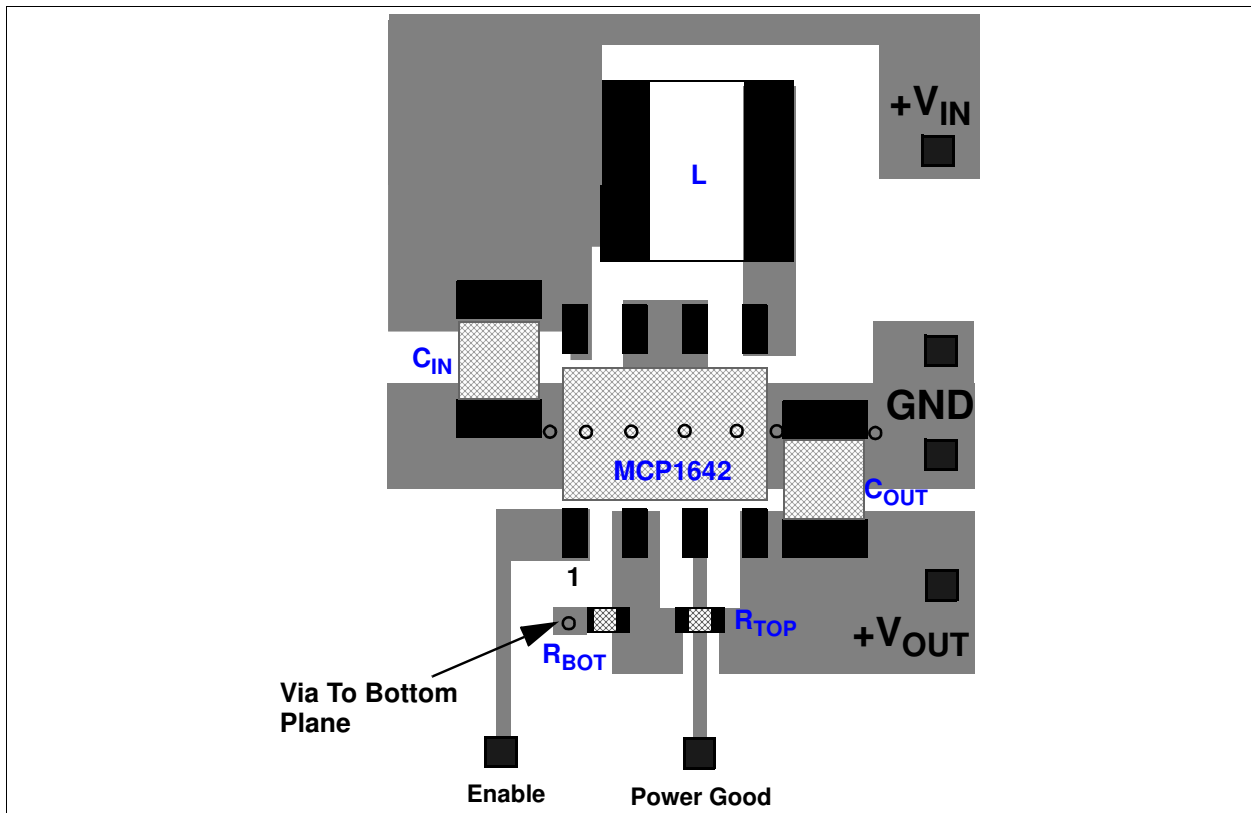 +VIN
L
CIN
GND
MCP1642
COUT
1
RTOP
+VOUT
RBOT
Via To Bottom
Plane
Enable
Power Good